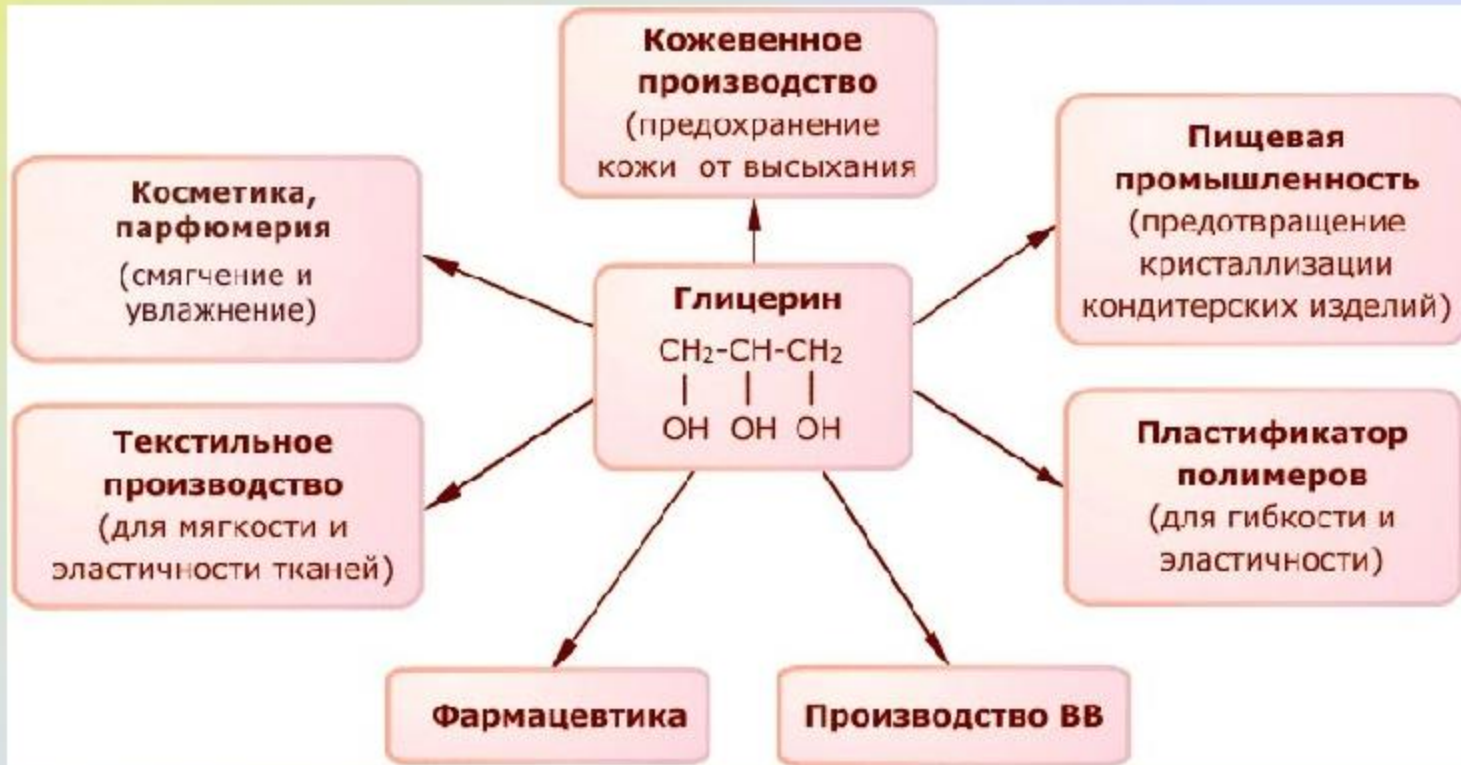 Кожевенное
производство
(предохранение
кожи от высыхания
Пищевая
промышленность
(предотвращение
кристаллизации
кондитерских изделий)
Косметика,
парфюмерия
(смягчение и
увлажнение)
Глицерин
CH₂-CH-CH₂
| | |
OH OH OH
Текстильное
производство
(для мягкости и
эластичности тканей)
Пластификатор
полимеров
(для гибкости и
эластичности)
Фармацевтика
Производство ВВ